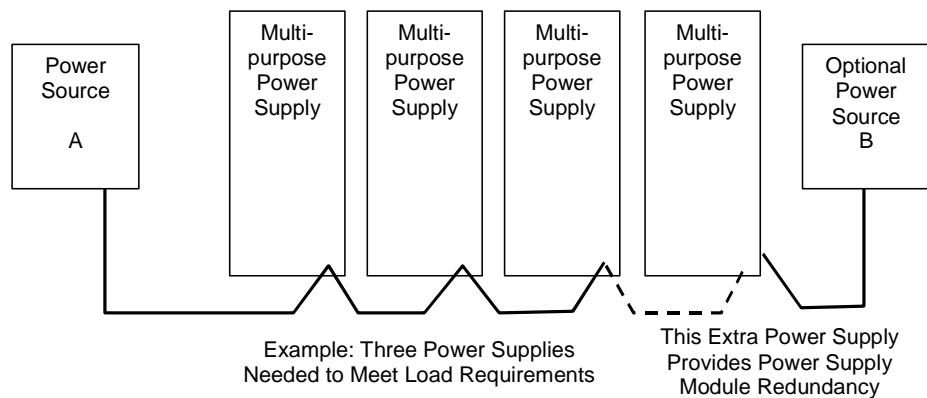 Power
Source
A
Multi-
purpose
Power
Supply
Multi-
purpose
Power
Supply
Multi-
purpose
Power
Supply
Multi-
purpose
Power
Supply
Optional
Power
Source
B
Example: Three Power Supplies
Needed to Meet Load Requirements
This Extra Power Supply
Provides Power Supply
Module Redundancy